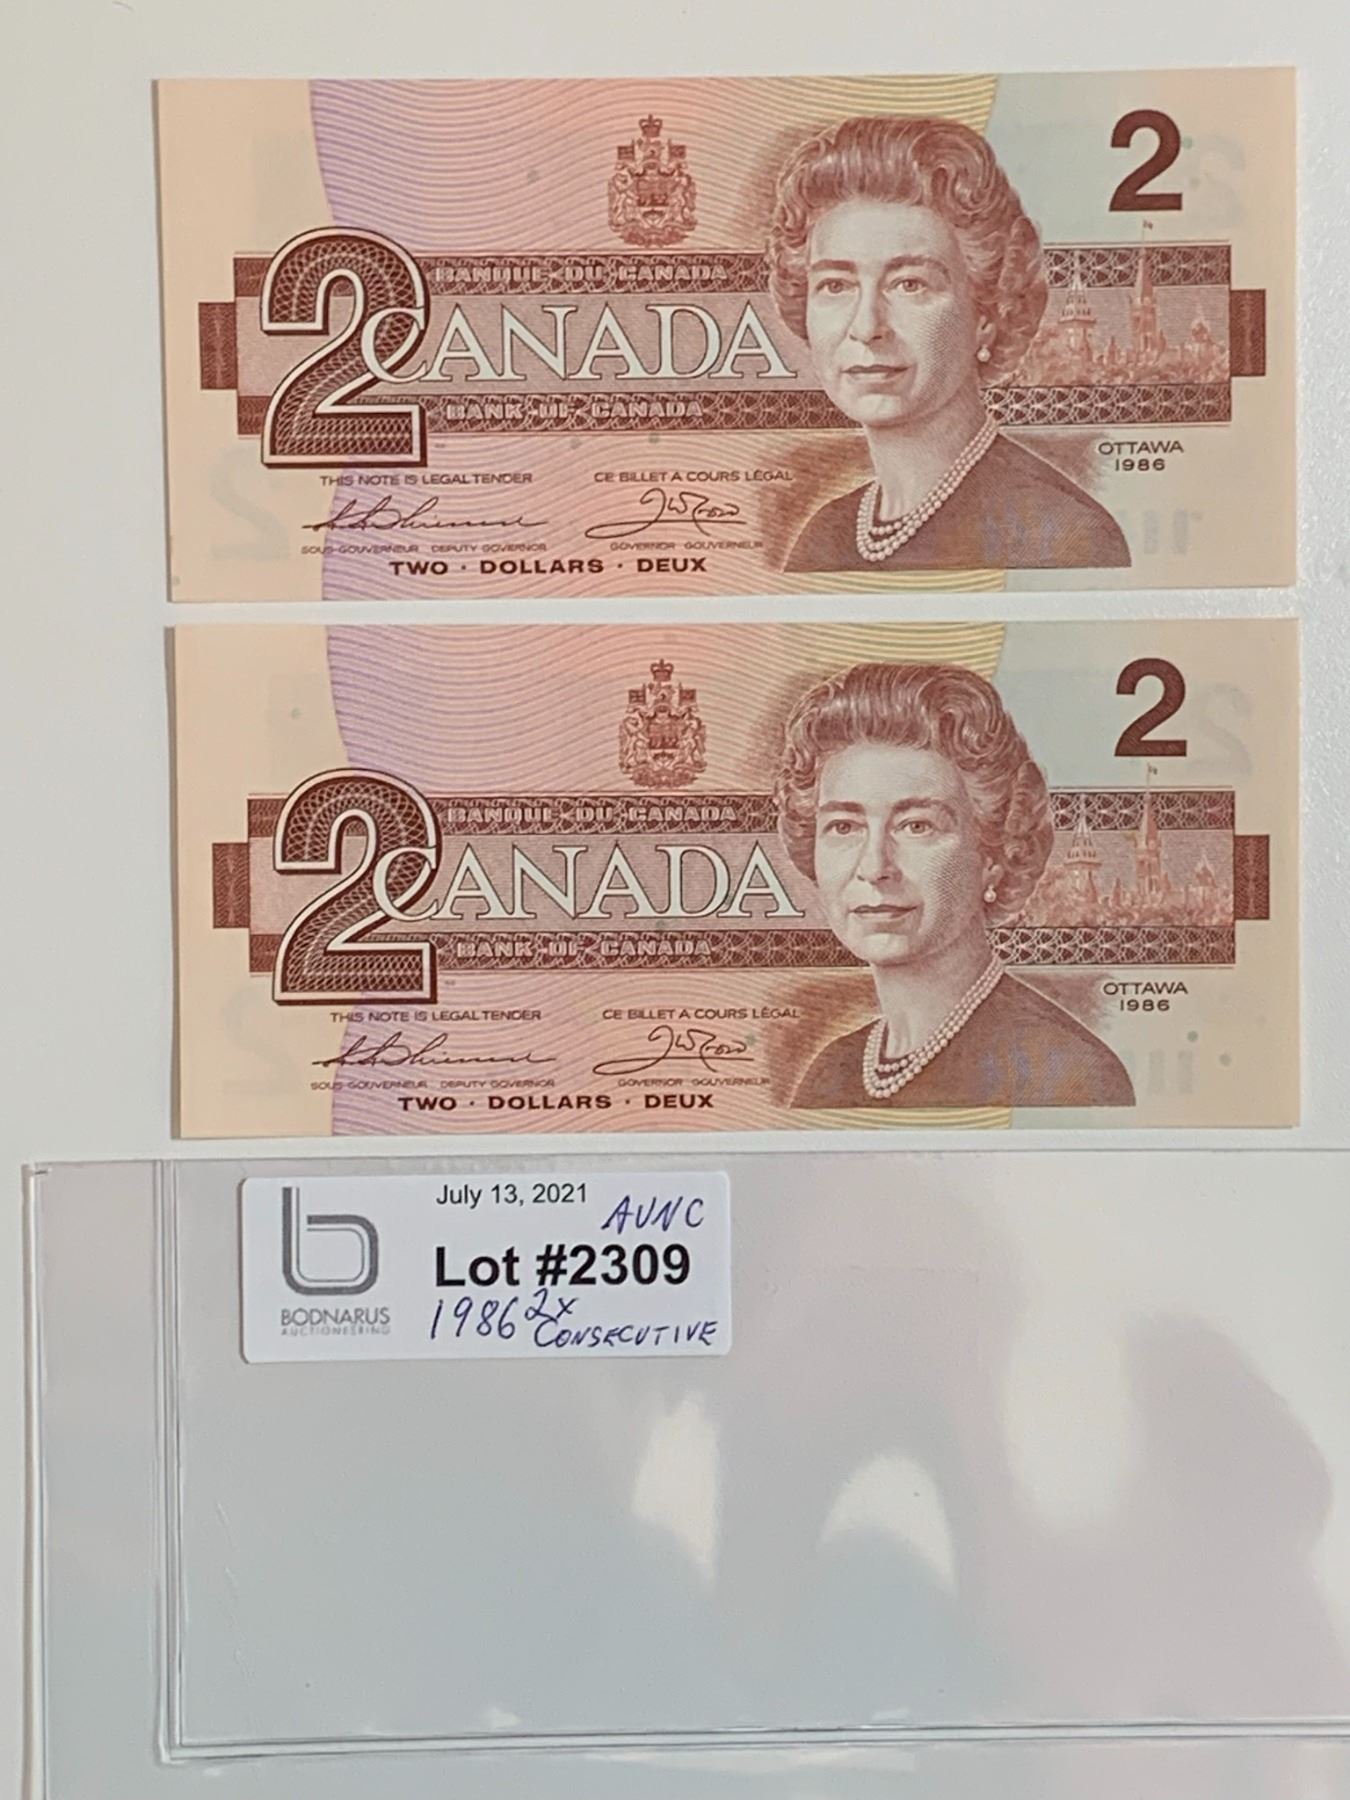 2
BANQUE DU CANADA
2 CANADA
BANK OF CANADA
OTTAWA
1986
THIS NOTE IS LEGAL TENDER CE BILLET A COURS LÉGAL
SOUS-GOUVERNEUR DEPUTY GOVERNOR GOVERNOR GOUVERNEUR
TWO · DOLLARS · DEUX
2
BANQUE DU CANADA
2 CANADA
BANK OF CANADA
OTTAWA
1986
THIS NOTE IS LEGAL TENDER CE BILLET A COURS LÉGAL
SOUS-GOUVERNEUR DEPUTY GOVERNOR GOVERNOR GOUVERNEUR
TWO · DOLLARS · DEUX
July 13, 2021
AUNC
Lot #2309
BODNARUS
AUCTIONEERING
1986 2x
CONSECUTIVE